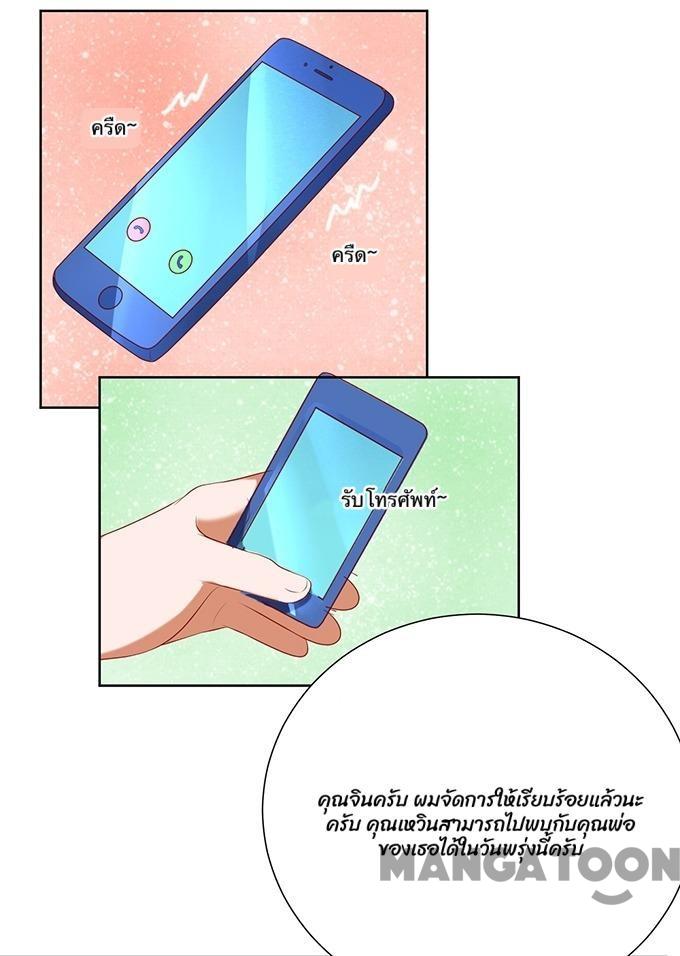 ครืด~
ครืด~
รับโทรศัพท์~
คุณจินครับ ผมจัดการให้เรียบร้อยแล้วนะ
ครับ คุณเหวินสามารถไปพบกับคุณพ่อ
ของเธอได้ในวันพรุ่งนี้ครับ
MANGATOON